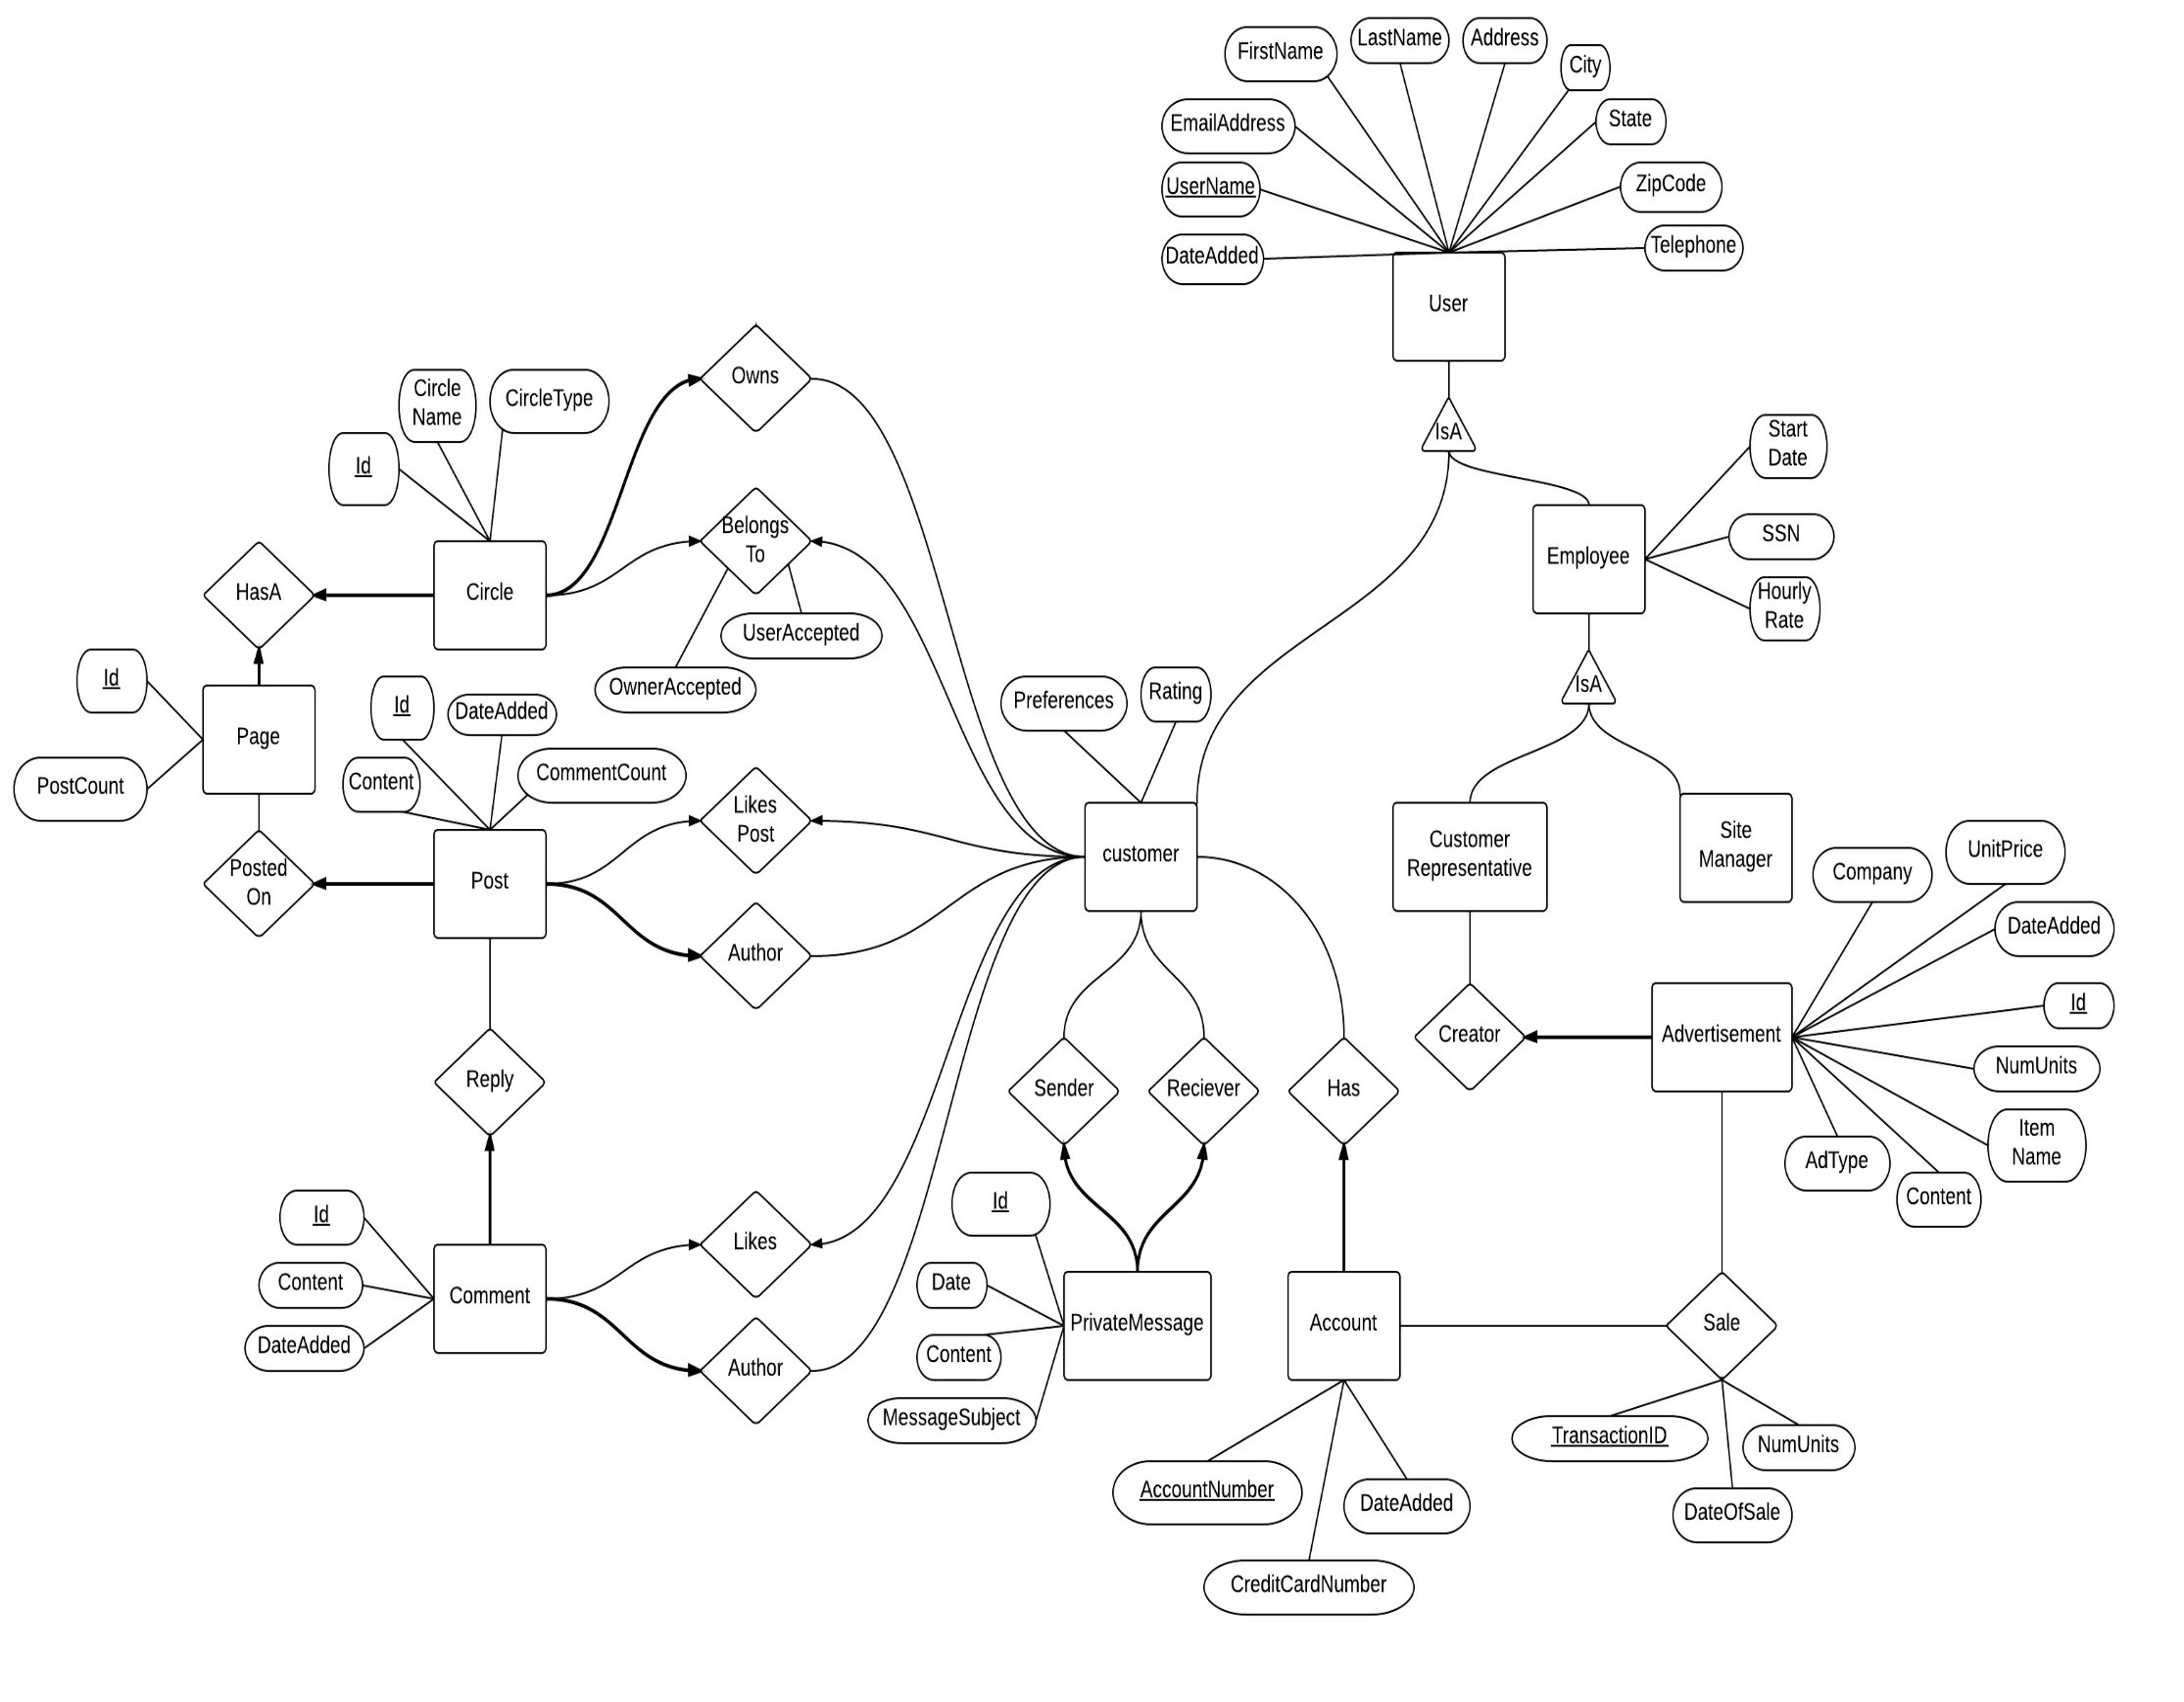 LastName
Address
FirstName
City
State
EmailAddress
UserName
ZipCode
DateAdded
Telephone
User
IsA
Owns
Circle
Name
CircleType
Id
Start
Date
SSN
Employee
Hourly
Rate
Belongs
To
HasA
Circle
UserAccepted
OwnerAccepted
Id
Page
PostCount
Id
DateAdded
Content
CommentCount
Preferences
Rating
IsA
Likes
Post
customer
Customer
Representative
Site
Manager
Posted
On
Post
Author
Company
UnitPrice
DateAdded
Id
Advertisement
Creator
NumUnits
Item
Name
AdType
Content
Reply
Sender
Reciever
Has
Id
Content
DateAdded
Comment
Likes
Author
Id
Date
Content
MessageSubject
PrivateMessage
Account
Sale
TransactionID
NumUnits
DateOfSale
AccountNumber
DateAdded
CreditCardNumber